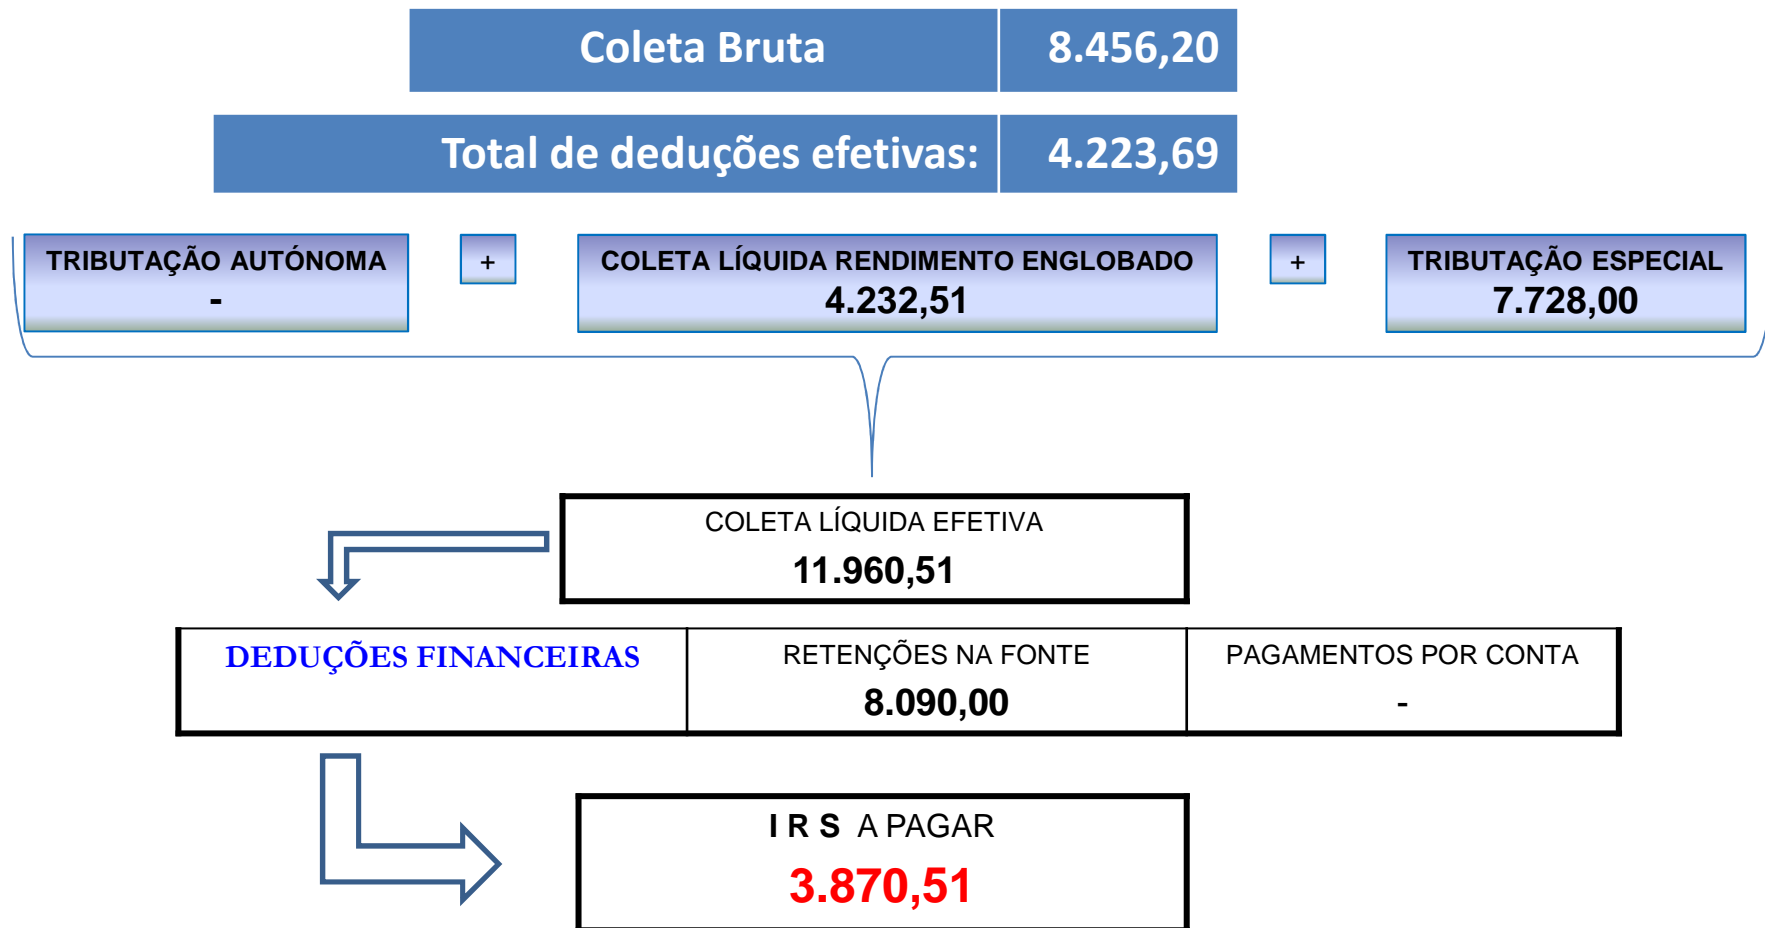 Coleta Bruta 8.456,20
Total de deduções efetivas: 4.223,69
TRIBUTAÇÃO AUTÓNOMA
-
+
COLETA LÍQUIDA RENDIMENTO ENGLOBADO
4.232,51
+
TRIBUTAÇÃO ESPECIAL
7.728,00
COLETA LÍQUIDA EFETIVA
11.960,51
DEDUÇÕES FINANCEIRAS
RETENÇÕES NA FONTE
8.090,00
PAGAMENTOS POR CONTA
-
I R S A PAGAR
3.870,51